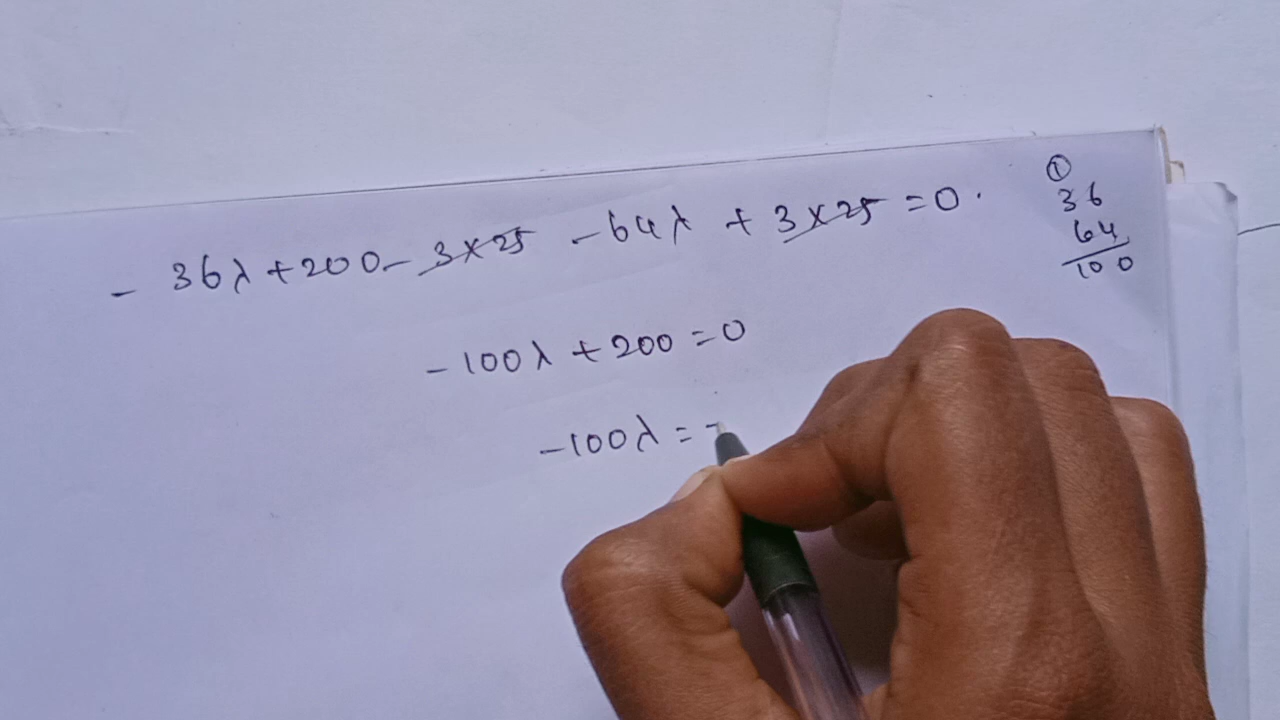 - 36λ+200-3×25 -64λ + 3×25 =0.
-100λ + 200 =0
-100λ = -
①
36
64
100